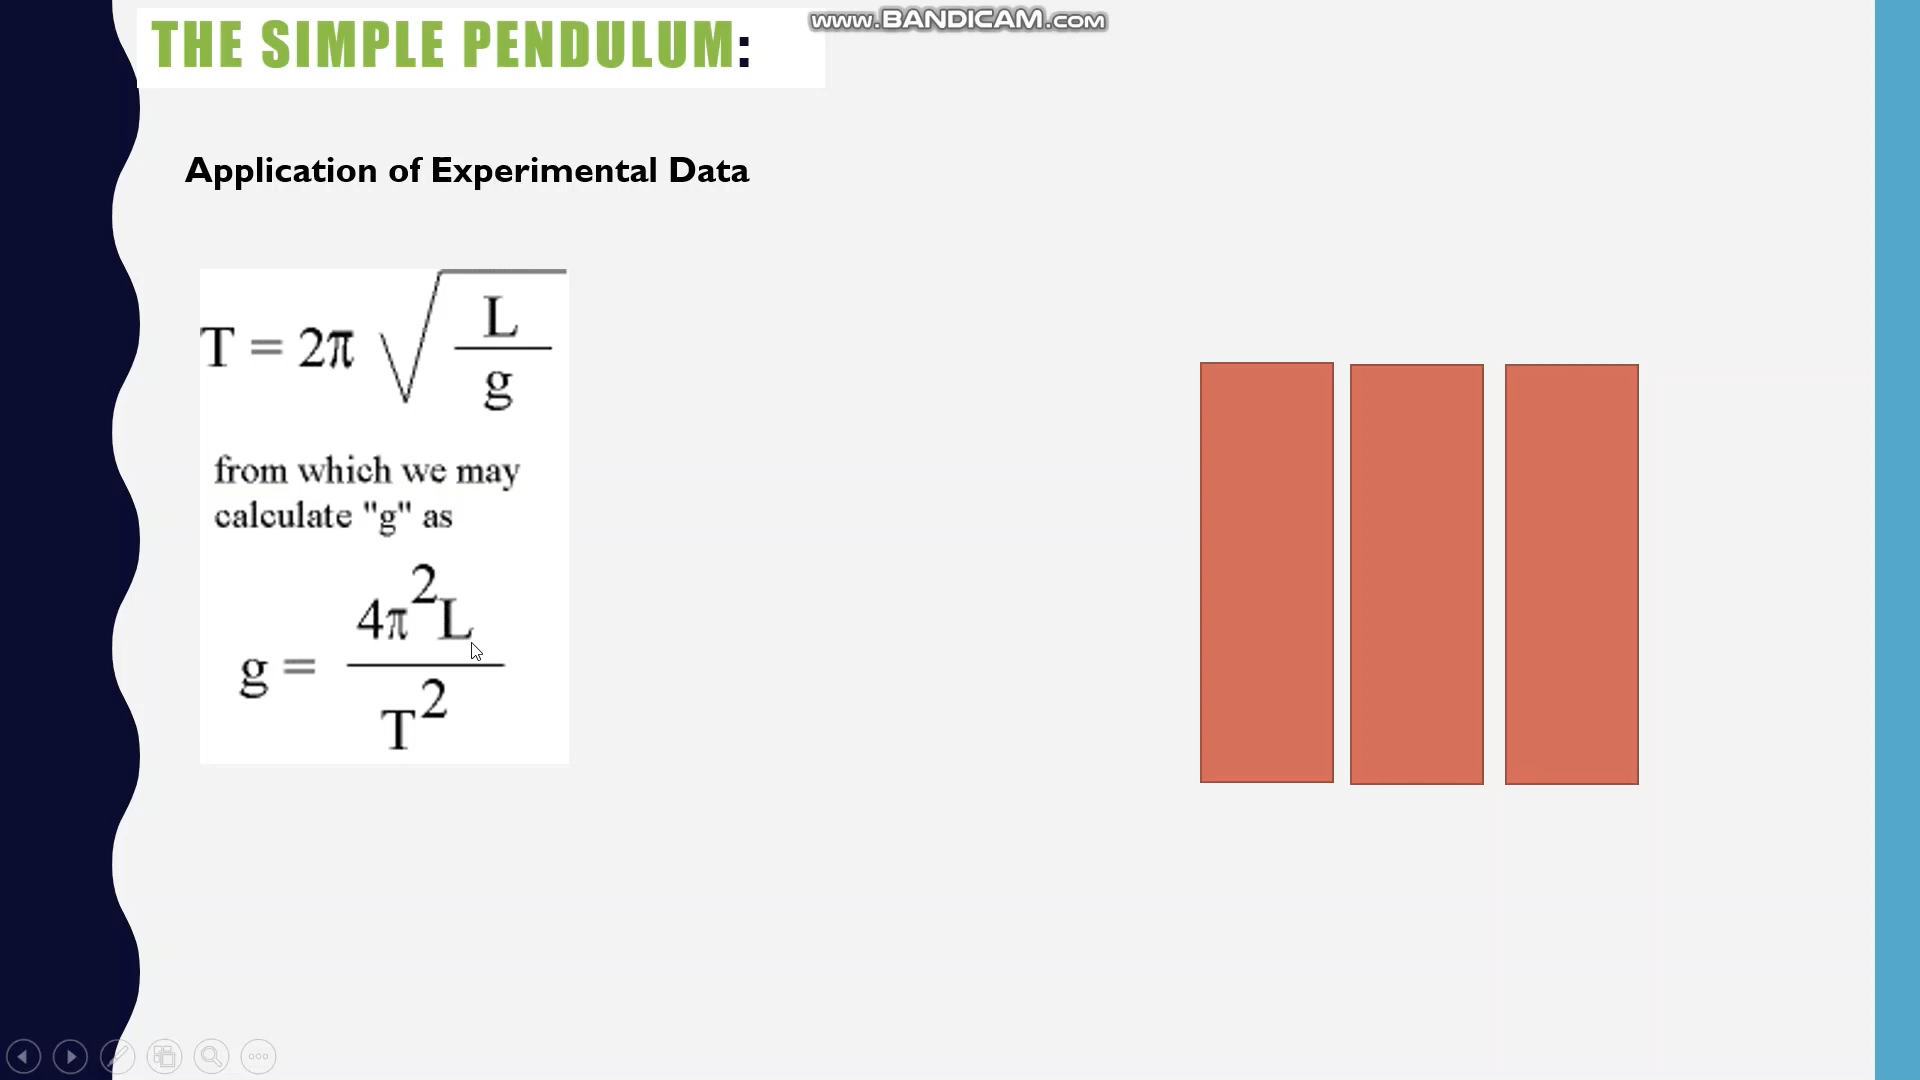 www.BANDICAM.com
THE SIMPLE PENDULUM:
Application of Experimental Data
T = 2π √(L/g)
from which we may
calculate "g" as
g = 4π²L / T²